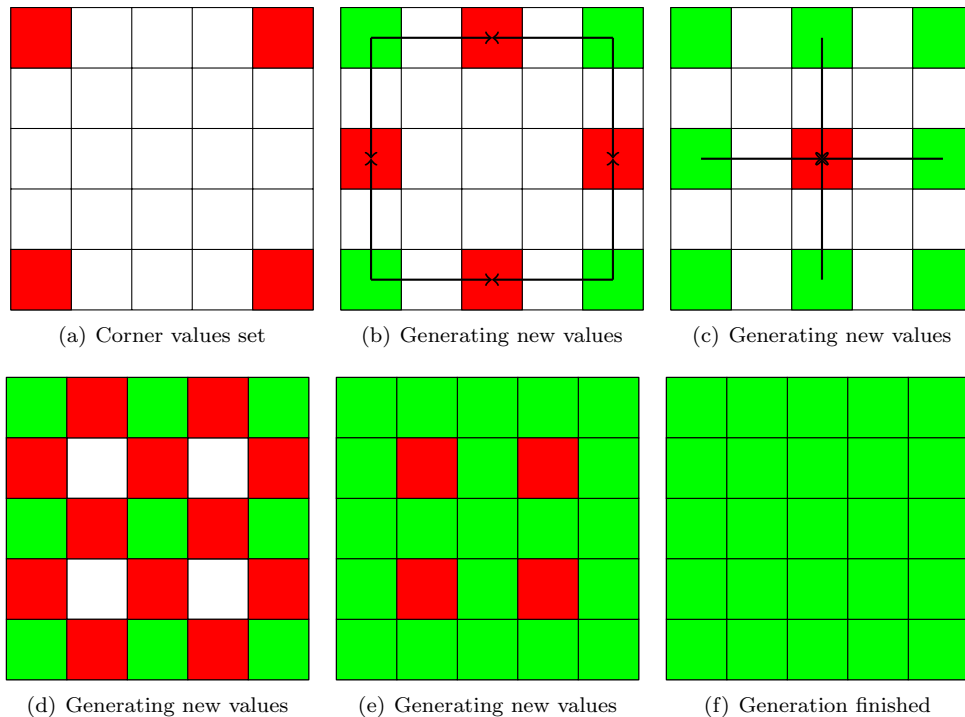 (a) Corner values set
(b) Generating new values
(c) Generating new values
(d) Generating new values
(e) Generating new values
(f) Generation finished